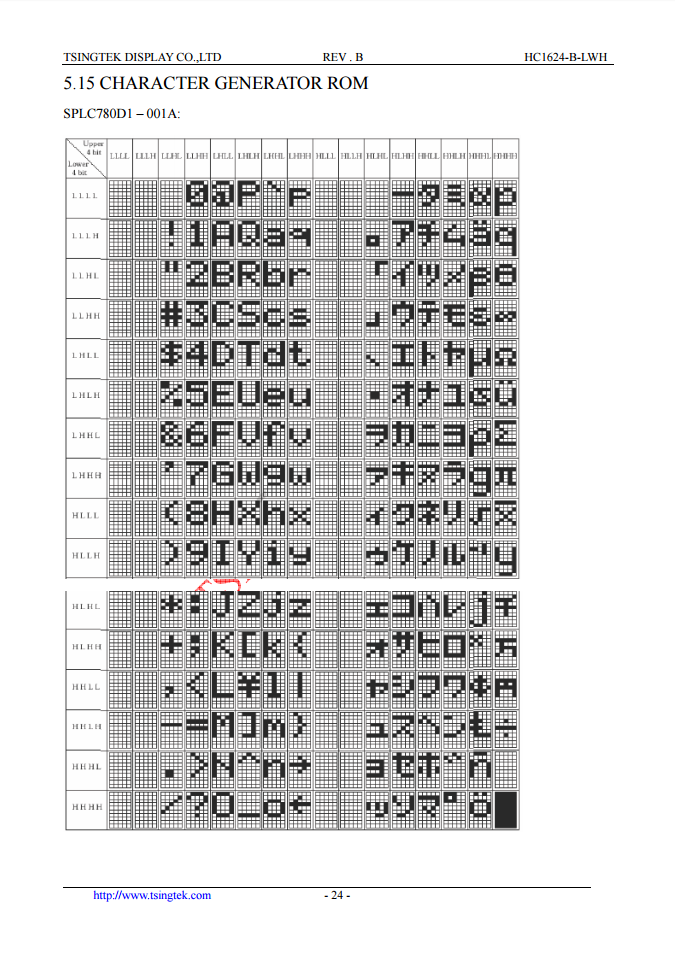 TSINGTEK DISPLAY CO.,LTD REV . B HC1624-B-LWH
5.15 CHARACTER GENERATOR ROM
SPLC780D1 – 001A:
Upper
4 bit
Lower
4 bit
LLLL LLLH LLHL LLHH LHLL LHLH LHHL LHHH HLLL HLLH HLHL HLHH HHLL HHLH HHHL HHHH
LLLL 0 @ P ` p ー タ ミ α p
LLLH ! 1 A Q a q 。 ア チ ム ä q
LLHL " 2 B R b r 「 イ ツ メ β θ
LLHH # 3 C S c s 」 ウ テ モ ε ∞
LHLL $ 4 D T d t 、 エ ト ヤ μ Ω
LHLH % 5 E U e u ・ オ ナ ユ σ ü
LHHL & 6 F V f v ヲ カ ニ ヨ ρ Σ
LHHH ' 7 G W g w ァ キ ヌ ラ g π
HLLL ( 8 H X h x ィ ク ネ リ √ x̄
HLLH ) 9 I Y i y ゥ ケ ノ ル ⁻¹ y
HLHL * : J Z j z ェ コ ハ レ j 千
HLHH + ; K [ k { ォ サ ヒ ロ ˣ 万
HHLL , < L ¥ l | ャ シ フ ワ ¢ 円
HHLH - = M ] m } ュ ス ヘ ン £ ÷
HHHL . > N ^ n → ョ セ ホ ゛ ñ
HHHH / ? O _ o ← ッ ソ マ ゜ ö █
http://www.tsingtek.com - 24 -